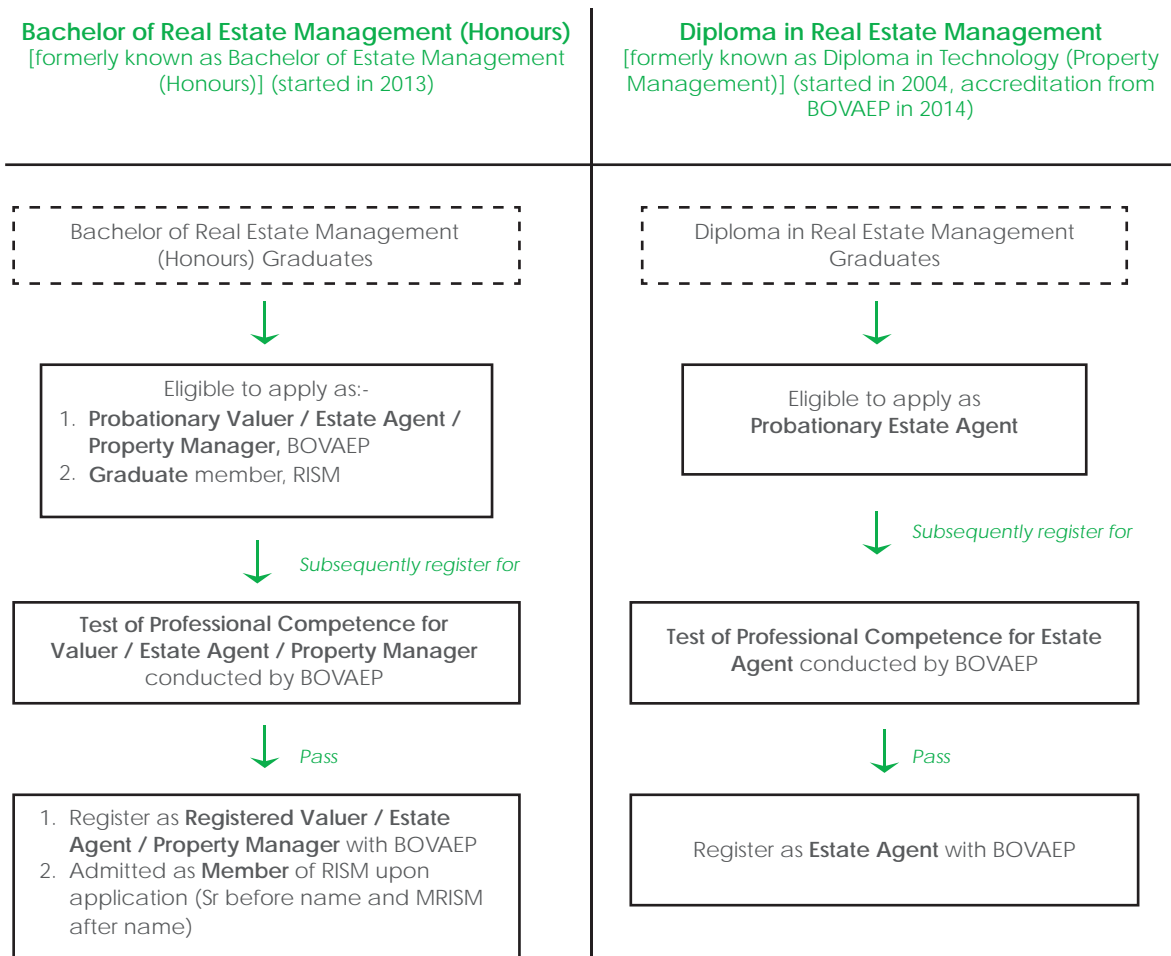 Bachelor of Real Estate Management (Honours)
[formerly known as Bachelor of Estate Management
(Honours)] (started in 2013)
Bachelor of Real Estate Management
(Honours) Graduates
Eligible to apply as:-
1. Probationary Valuer / Estate Agent /
Property Manager, BOVAEP
2. Graduate member, RISM
Subsequently register for
Test of Professional Competence for
Valuer / Estate Agent / Property Manager
conducted by BOVAEP
Pass
1. Register as Registered Valuer / Estate
Agent / Property Manager with BOVAEP
2. Admitted as Member of RISM upon
application (Sr before name and MRISM
after name)
Diploma in Real Estate Management
[formerly known as Diploma in Technology (Property
Management)] (started in 2004, accreditation from
BOVAEP in 2014)
Diploma in Real Estate Management
Graduates
Eligible to apply as
Probationary Estate Agent
Subsequently register for
Test of Professional Competence for Estate
Agent conducted by BOVAEP
Pass
Register as Estate Agent with BOVAEP